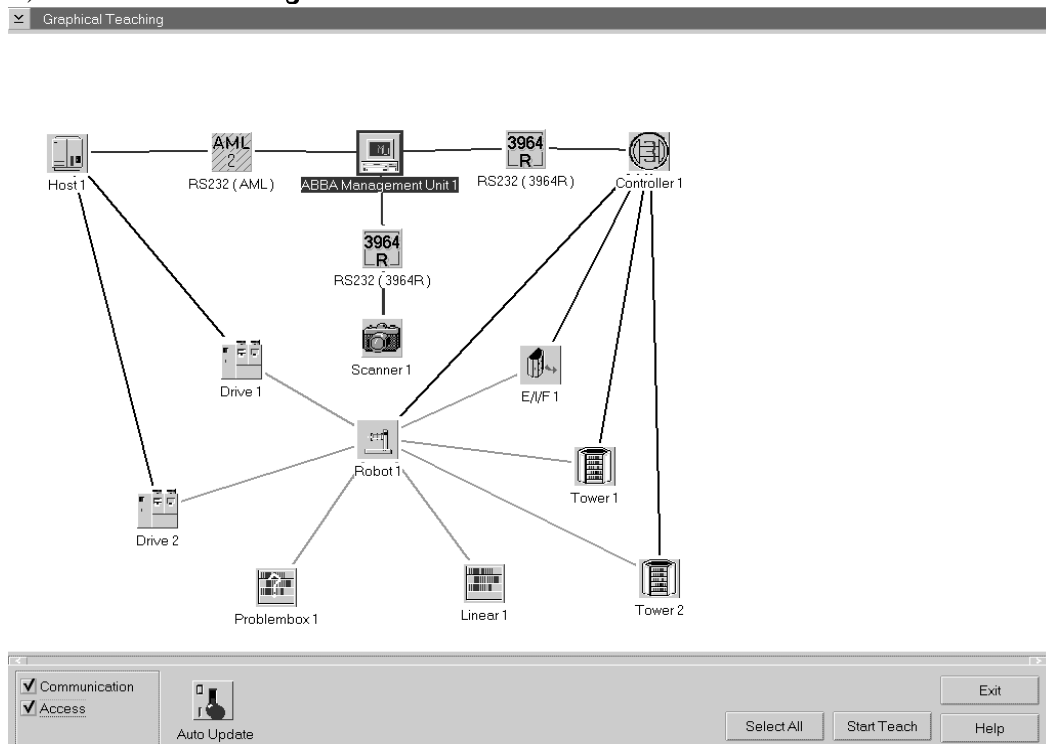 Graphical Teaching
AML
2
3964
R
Host 1
RS232 ( AML )
ABBA Management Unit 1
RS232 ( 3964R )
Controller 1
3964
R
RS232 ( 3964R )
Scanner 1
Drive 1
E/I/F 1
Robot 1
Tower 1
Drive 2
Problembox 1
Linear 1
Tower 2
Communication
Access
Auto Update
Select All
Start Teach
Exit
Help